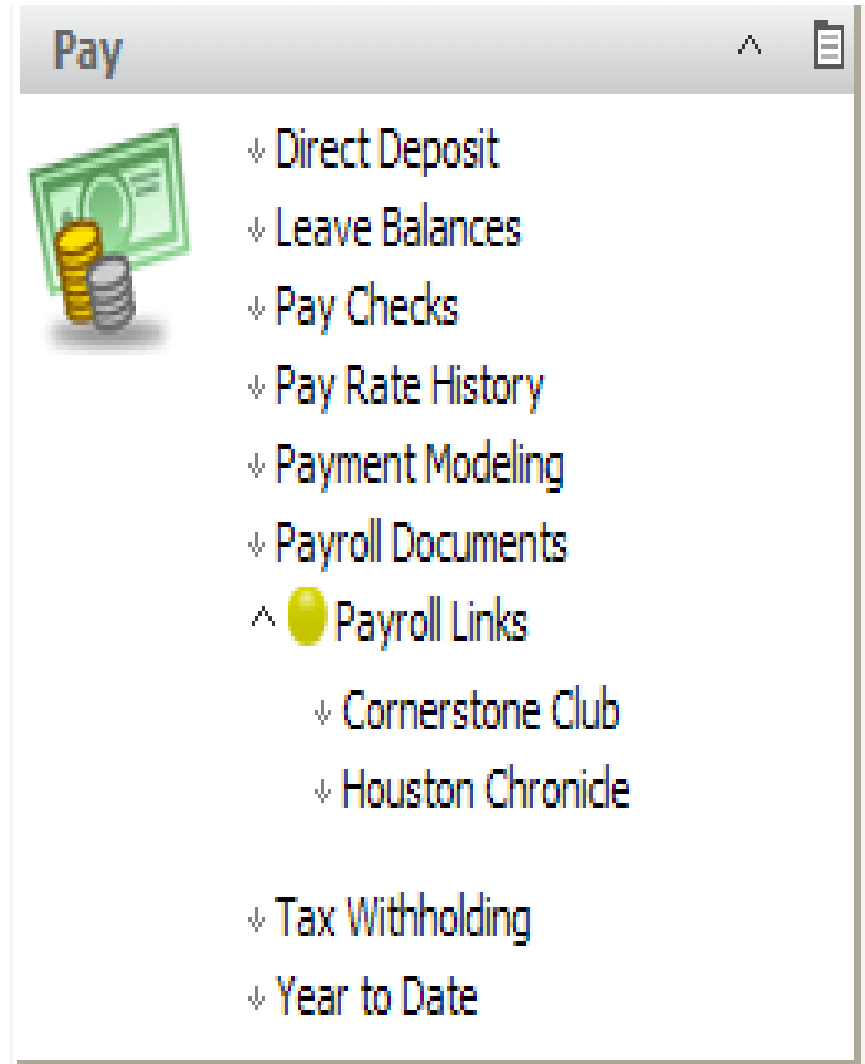 Pay
Direct Deposit
Leave Balances
Pay Checks
Pay Rate History
Payment Modeling
Payroll Documents
Payroll Links
Cornerstone Club
Houston Chronicle
Tax Withholding
Year to Date